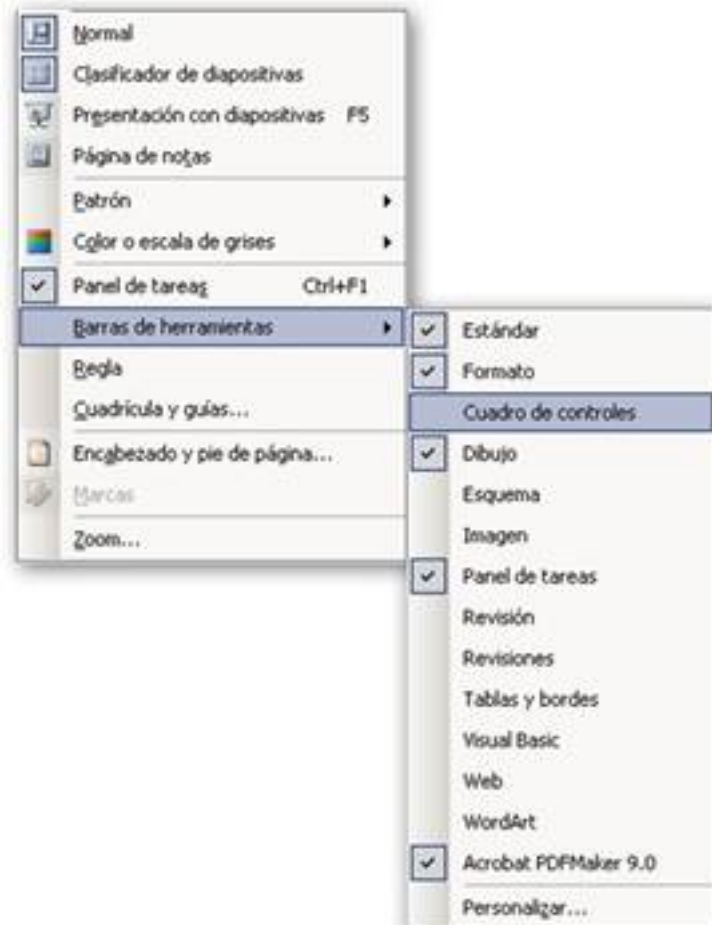 Normal
Clasificador de diapositivas
Presentación con diapositivas F5
Página de notas
Patrón
Color o escala de grises
Panel de tareas Ctrl+F1
Barras de herramientas
Regla
Cuadrícula y guías...
Encabezado y pie de página...
Marcas
Zoom...
Estándar
Formato
Cuadro de controles
Dibujo
Esquema
Imagen
Panel de tareas
Revisión
Revisiones
Tablas y bordes
Visual Basic
Web
WordArt
Acrobat PDFMaker 9.0
Personalizar...